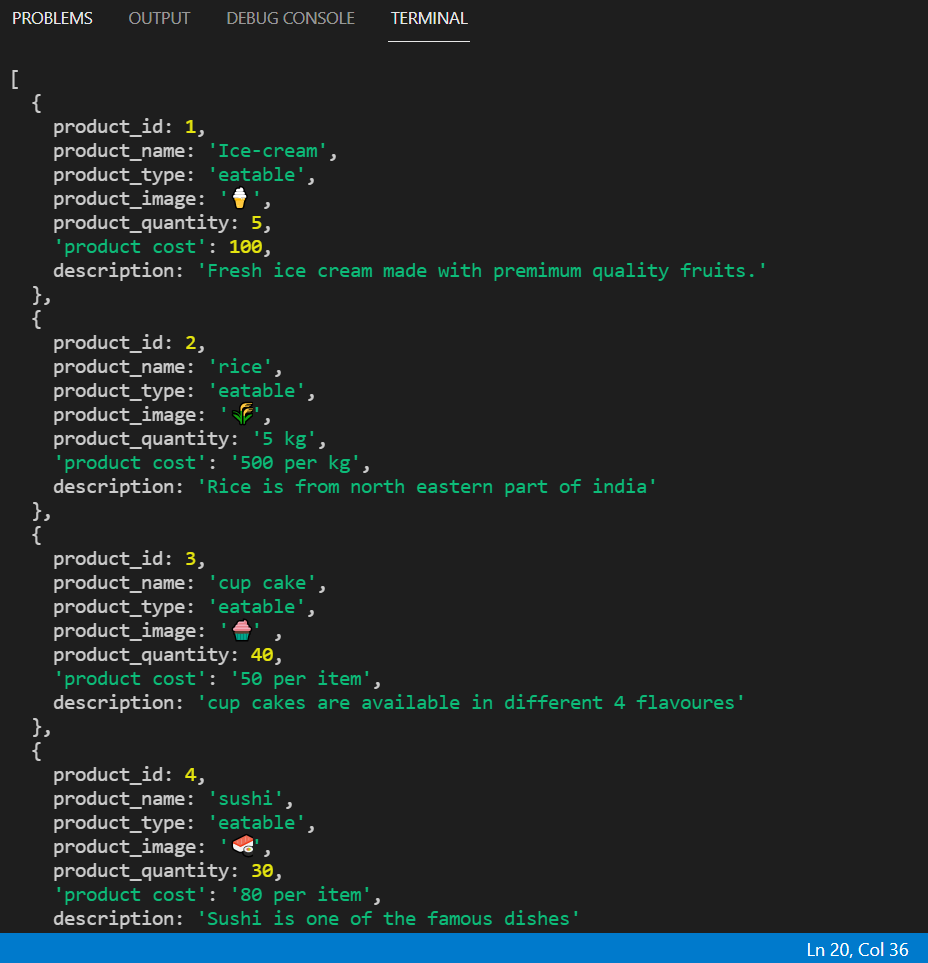 PROBLEMS OUTPUT DEBUG CONSOLE TERMINAL
[
  {
    product_id: 1,
    product_name: 'Ice-cream',
    product_type: 'eatable',
    product_image: '🍦',
    product_quantity: 5,
    'product cost': 100,
    description: 'Fresh ice cream made with premimum quality fruits.'
  },
  {
    product_id: 2,
    product_name: 'rice',
    product_type: 'eatable',
    product_image: '🌾',
    product_quantity: '5 kg',
    'product cost': '500 per kg',
    description: 'Rice is from north eastern part of india'
  },
  {
    product_id: 3,
    product_name: 'cup cake',
    product_type: 'eatable',
    product_image: '🧁' ,
    product_quantity: 40,
    'product cost': '50 per item',
    description: 'cup cakes are available in different 4 flavoures'
  },
  {
    product_id: 4,
    product_name: 'sushi',
    product_type: 'eatable',
    product_image: '🍣',
    product_quantity: 30,
    'product cost': '80 per item',
    description: 'Sushi is one of the famous dishes'
Ln 20, Col 36